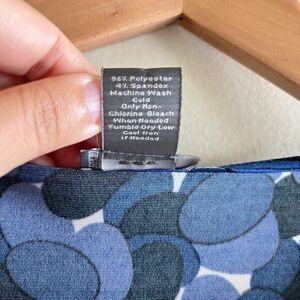 96% Polyester
4% Spandex
Machine Wash
Cold
Only Non-
Chlorine Bleach
When Needed
Tumble Dry Low
Cool Iron
If Needed